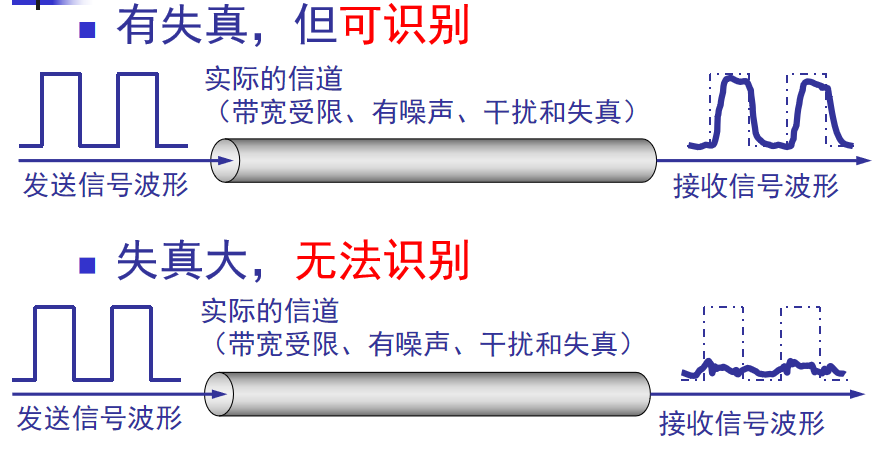 有失真，但可识别
实际的信道
（带宽受限、有噪声、干扰和失真）
发送信号波形
接收信号波形
失真大，无法识别
实际的信道
（带宽受限、有噪声、干扰和失真）
发送信号波形
接收信号波形